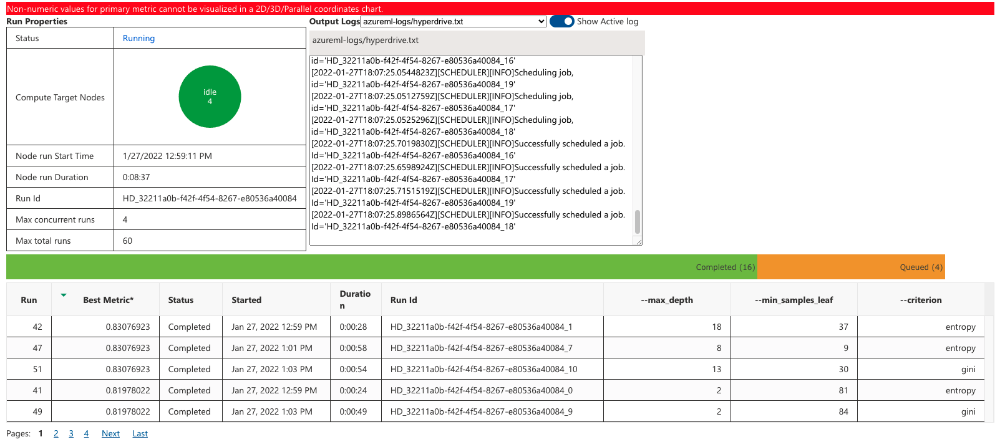 Non-numeric values for primary metric cannot be visualized in a 2D/3D/Parallel coordinates chart.
Run Properties
Status Running
Compute Target Nodes
idle
4
Node run Start Time 1/27/2022 12:59:11 PM
Node run Duration 0:08:37
Run Id HD_32211a0b-f42f-4f54-8267-e80536a40084
Max concurrent runs 4
Max total runs 60
Output Logs azureml-logs/hyperdrive.txt Show Active log
azureml-logs/hyperdrive.txt
id='HD_32211a0b-f42f-4f54-8267-e80536a40084_16'
[2022-01-27T18:07:25.0544823Z][SCHEDULER][INFO]Scheduling job,
id='HD_32211a0b-f42f-4f54-8267-e80536a40084_19'
[2022-01-27T18:07:25.0512759Z][SCHEDULER][INFO]Scheduling job,
id='HD_32211a0b-f42f-4f54-8267-e80536a40084_17'
[2022-01-27T18:07:25.0525296Z][SCHEDULER][INFO]Scheduling job,
id='HD_32211a0b-f42f-4f54-8267-e80536a40084_18'
[2022-01-27T18:07:25.7019830Z][SCHEDULER][INFO]Successfully scheduled a job.
Id='HD_32211a0b-f42f-4f54-8267-e80536a40084_16'
[2022-01-27T18:07:25.6598924Z][SCHEDULER][INFO]Successfully scheduled a job.
Id='HD_32211a0b-f42f-4f54-8267-e80536a40084_17'
[2022-01-27T18:07:25.7151519Z][SCHEDULER][INFO]Successfully scheduled a job.
Id='HD_32211a0b-f42f-4f54-8267-e80536a40084_19'
[2022-01-27T18:07:25.8986564Z][SCHEDULER][INFO]Successfully scheduled a job.
Id='HD_32211a0b-f42f-4f54-8267-e80536a40084_18'
Completed (16) Queued (4)
Run Best Metric* Status Started Duratio
n Run Id --max_depth --min_samples_leaf --criterion
42 0.83076923 Completed Jan 27, 2022 12:59 PM 0:00:28 HD_32211a0b-f42f-4f54-8267-e80536a40084_1 18 37 entropy
47 0.83076923 Completed Jan 27, 2022 1:01 PM 0:00:58 HD_32211a0b-f42f-4f54-8267-e80536a40084_7 8 9 entropy
51 0.83076923 Completed Jan 27, 2022 1:03 PM 0:00:54 HD_32211a0b-f42f-4f54-8267-e80536a40084_10 13 30 gini
41 0.81978022 Completed Jan 27, 2022 12:59 PM 0:00:24 HD_32211a0b-f42f-4f54-8267-e80536a40084_0 2 81 entropy
49 0.81978022 Completed Jan 27, 2022 1:03 PM 0:00:49 HD_32211a0b-f42f-4f54-8267-e80536a40084_9 2 84 gini
Pages: 1 2 3 4 Next Last